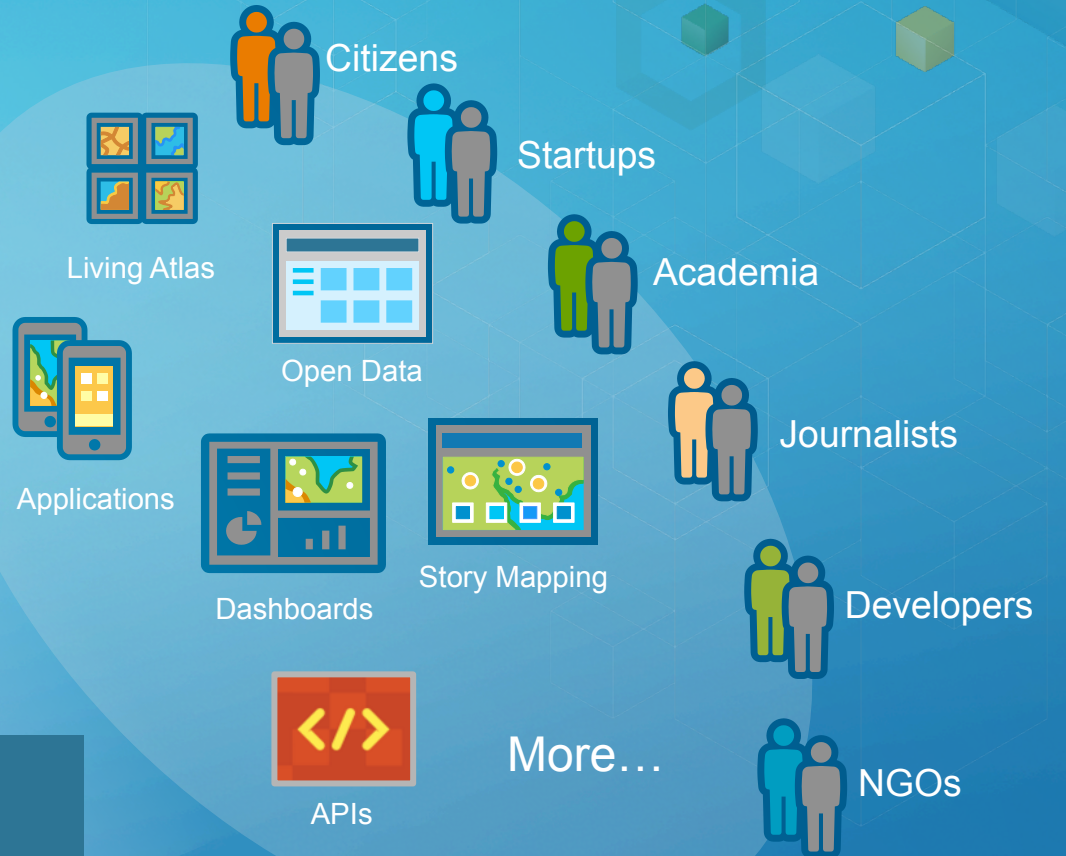 Citizens
Startups
Living Atlas
Academia
Open Data
Journalists
Applications
Story Mapping
Dashboards
Developers
</>
More…
NGOs
APIs